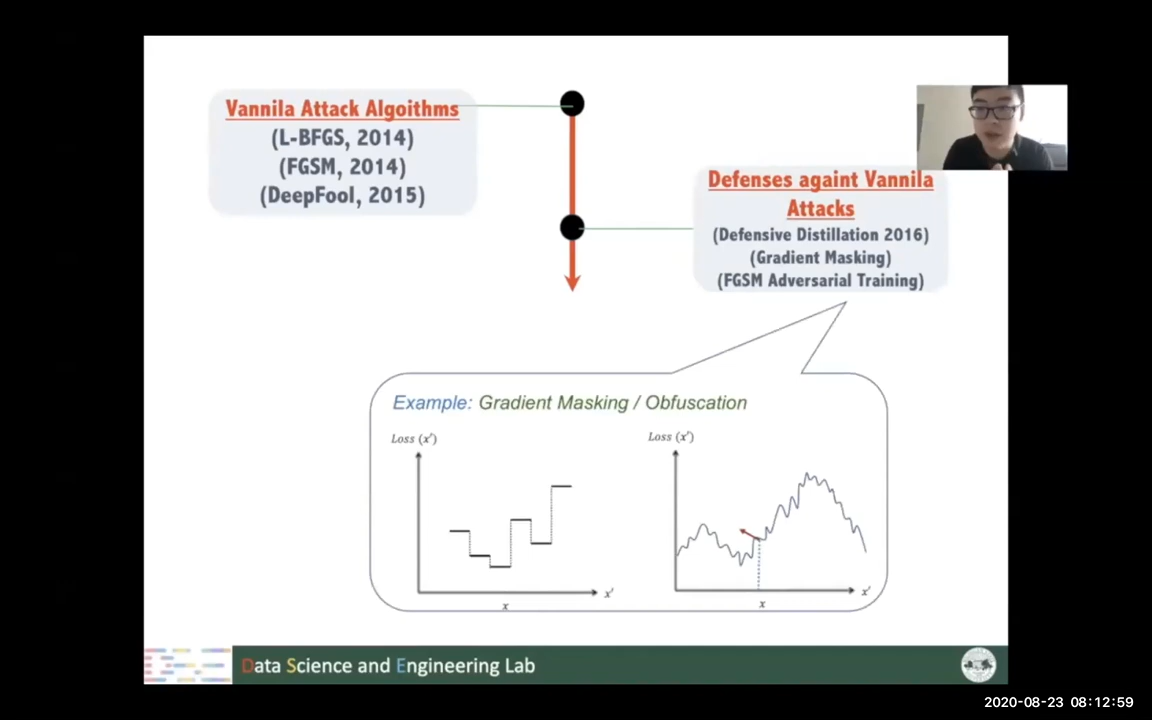 Vannila Attack Algoithms
(L-BFGS, 2014)
(FGSM, 2014)
(DeepFool, 2015)
Defenses againt Vannila
Attacks
(Defensive Distillation 2016)
(Gradient Masking)
(FGSM Adversarial Training)
Example: Gradient Masking / Obfuscation
Loss (x′)
x′
x
Loss (x′)
x′
x
Data Science and Engineering Lab
2020-08-23 08:12:59